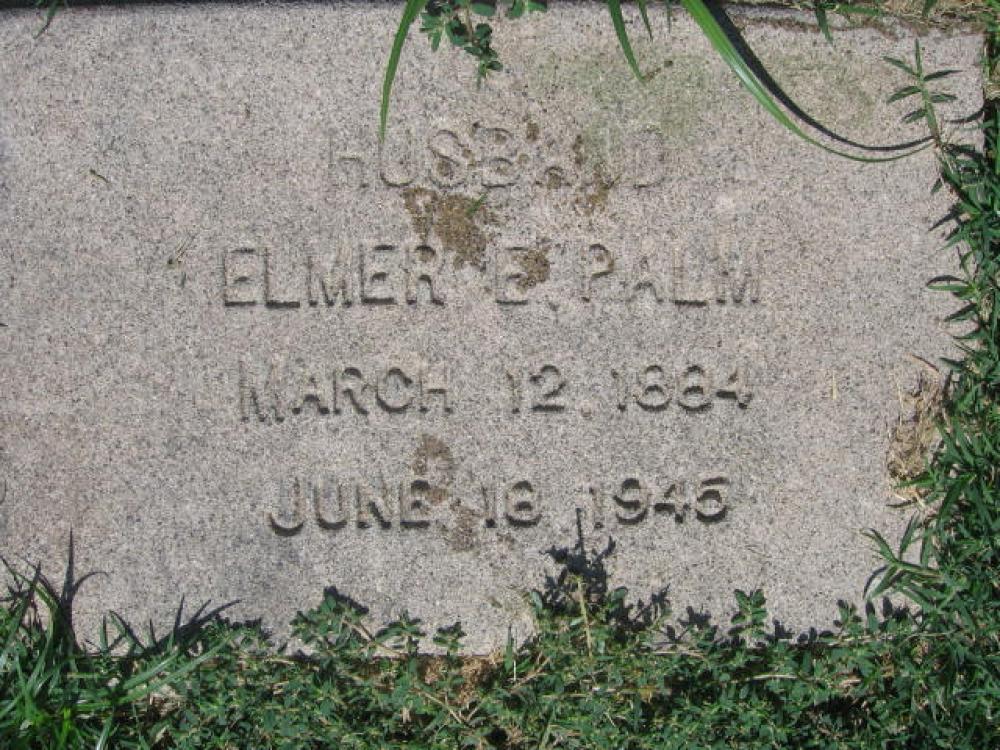 HUSBAND
ELMER E. PALM
MARCH 12, 1884
JUNE 18 1945